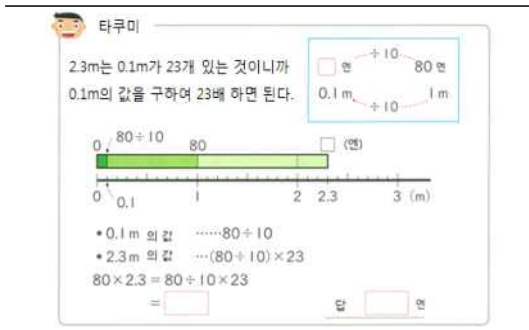 타쿠미
2.3m는 0.1m가 23개 있는 것이니까
0.1m의 값을 구하여 23배 하면 된다.
÷10
□ 엔 80 엔
0.1 m 1 m
÷10
80÷10
0 80 □ (엔)
0 0.1 1 2 2.3 3 (m)
• 0.1 m 의 값 ……80÷10
• 2.3 m 의 값 …(80÷10)×23
80×2.3 = 80÷10×23
= □
답 □ 엔